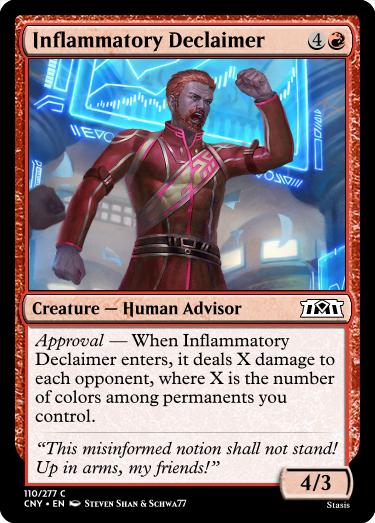 Inflammatory Declaimer 4
Creature — Human Advisor
Approval — When Inflammatory
Declaimer enters, it deals X damage to
each opponent, where X is the number
of colors among permanents you
control.
“This misinformed notion shall not stand!
Up in arms, my friends!”
4/3
110/277 C
CNY • EN Steven Shan & Schwa77
Stasis